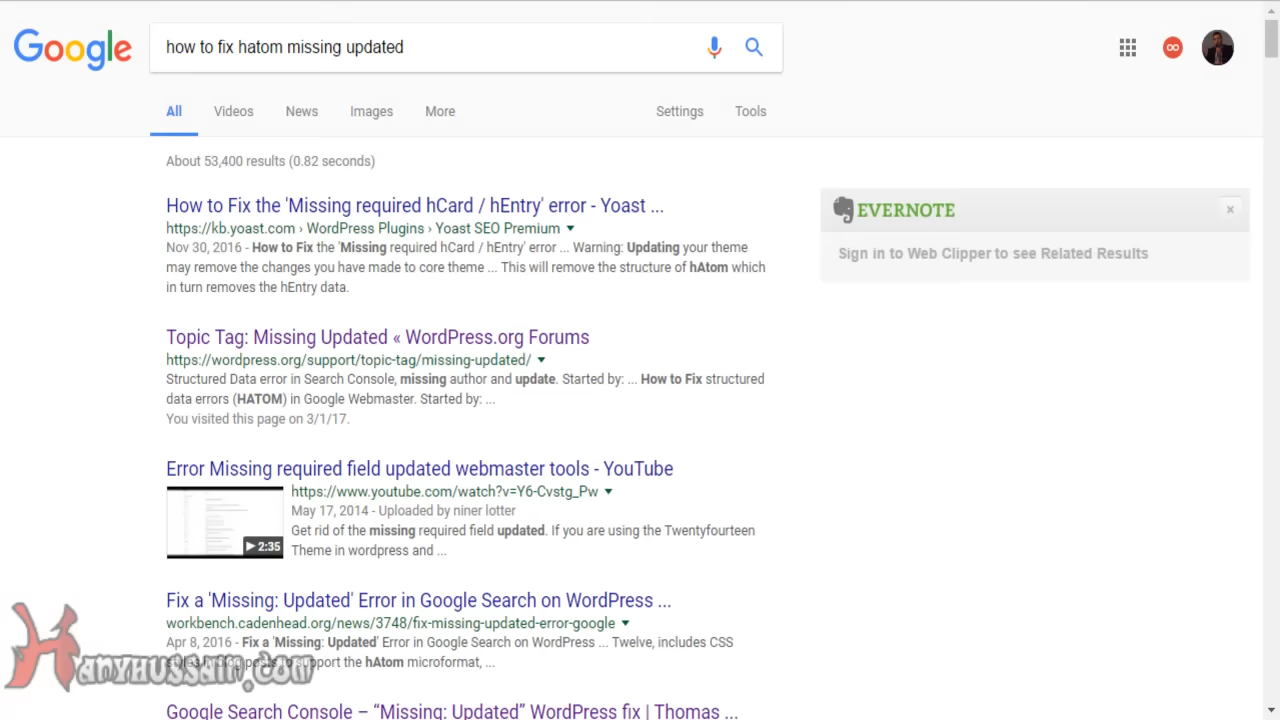 Google
how to fix hatom missing updated
All Videos News Images More Settings Tools
About 53,400 results (0.82 seconds)
How to Fix the 'Missing required hCard / hEntry' error - Yoast ...
https://kb.yoast.com › WordPress Plugins › Yoast SEO Premium
Nov 30, 2016 - How to Fix the 'Missing required hCard / hEntry' error ... Warning: Updating your theme
may remove the changes you have made to core theme ... This will remove the structure of hAtom which
in turn removes the hEntry data.
EVERNOTE
Sign in to Web Clipper to see Related Results
Topic Tag: Missing Updated « WordPress.org Forums
https://wordpress.org/support/topic-tag/missing-updated/
Structured Data error in Search Console, missing author and update. Started by: ... How to Fix structured
data errors (HATOM) in Google Webmaster. Started by: ...
You visited this page on 3/1/17.
Error Missing required field updated webmaster tools - YouTube
2:35
https://www.youtube.com/watch?v=Y6-Cvstg_Pw
May 17, 2014 - Uploaded by niner lotter
Get rid of the missing required field updated. If you are using the Twentyfourteen
Theme in wordpress and ...
Fix a 'Missing: Updated' Error in Google Search on WordPress ...
workbench.cadenhead.org/news/3748/fix-missing-updated-error-google
Apr 8, 2016 - Fix a 'Missing: Updated' Error in Google Search on WordPress ... Twelve, includes CSS
styles in blog posts to support the hAtom microformat, ...
HanyHussain.com
Google Search Console – “Missing: Updated” WordPress fix | Thomas ...